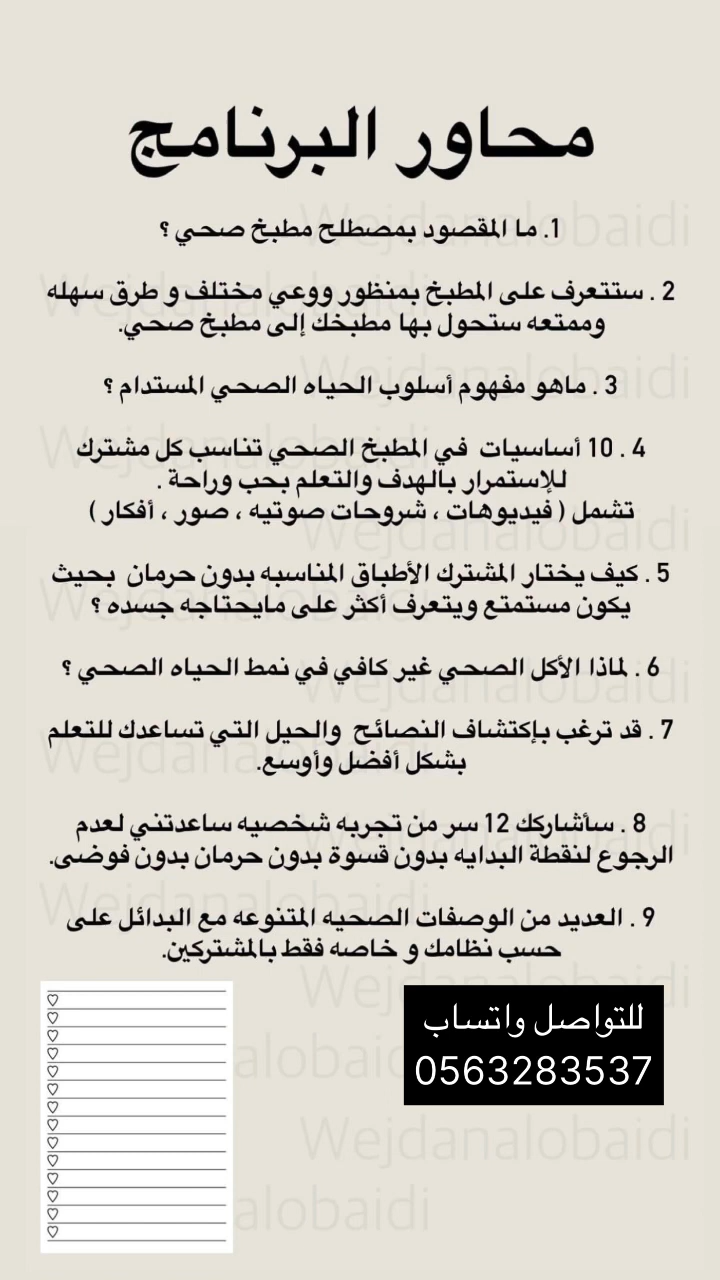 محاور البرنامج
1. ما المقصود بمصطلح مطبخ صحي ؟
2 . ستتعرف على المطبخ بمنظور ووعي مختلف و طرق سهله
وممتعه ستحول بها مطبخك إلى مطبخ صحي.
3 . ماهو مفهوم أسلوب الحياه الصحي المستدام ؟
4 . 10 أساسيات في المطبخ الصحي تناسب كل مشترك
للإستمرار بالهدف والتعلم بحب وراحة .
تشمل ( فيديوهات ، شروحات صوتيه ، صور ، أفكار )
5 . كيف يختار المشترك الأطباق المناسبه بدون حرمان بحيث
يكون مستمتع ويتعرف أكثر على مايحتاجه جسده ؟
6 . لماذا الأكل الصحي غير كافي في نمط الحياه الصحي ؟
7 . قد ترغب بإكتشاف النصائح والحيل التي تساعدك للتعلم
بشكل أفضل وأوسع.
8 . سأشاركك 12 سر من تجربه شخصيه ساعدتني لعدم
الرجوع لنقطة البدايه بدون قسوة بدون حرمان بدون فوضى.
9 . العديد من الوصفات الصحيه المتنوعه مع البدائل على
حسب نظامك و خاصه فقط بالمشتركين.
للتواصل واتساب
0563283537
Wejdanalobaidi